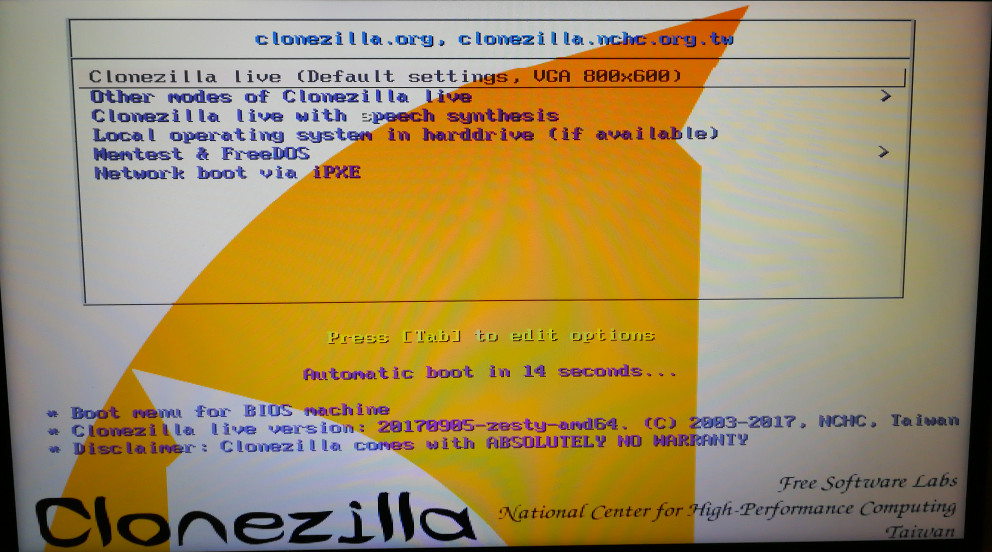 clonezilla.org, clonezilla.nchc.org.tw
Clonezilla live (Default settings, VGA 800x600)
Other modes of Clonezilla live >
Clonezilla live with speech synthesis
Local operating system in harddrive (if available)
Memtest & FreeDOS >
Network boot via iPXE
Press [Tab] to edit options
Automatic boot in 14 seconds...
* Boot menu for BIOS machine
* Clonezilla live version: 20170905-zesty-amd64. (C) 2003-2017, NCHC, Taiwan
* Disclaimer: Clonezilla comes with ABSOLUTELY NO WARRANTY
Free Software Labs
Clonezilla National Center for High-Performance Computing
Taiwan